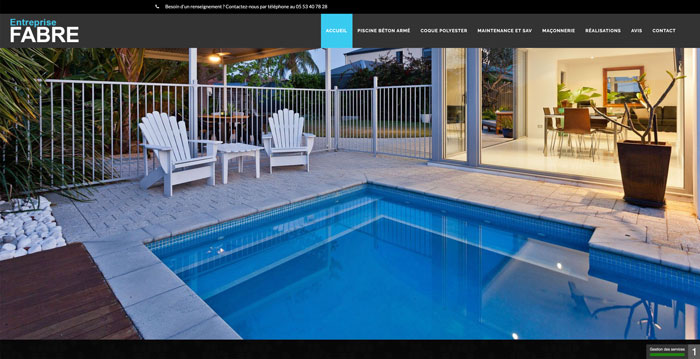 Besoin d'un renseignement ? Contactez-nous par téléphone au 05 53 40 78 28
Entreprise
FABRE
ACCUEIL PISCINE BÉTON ARMÉ COQUE POLYESTER MAINTENANCE ET SAV MAÇONNERIE RÉALISATIONS AVIS CONTACT
Gestion des services